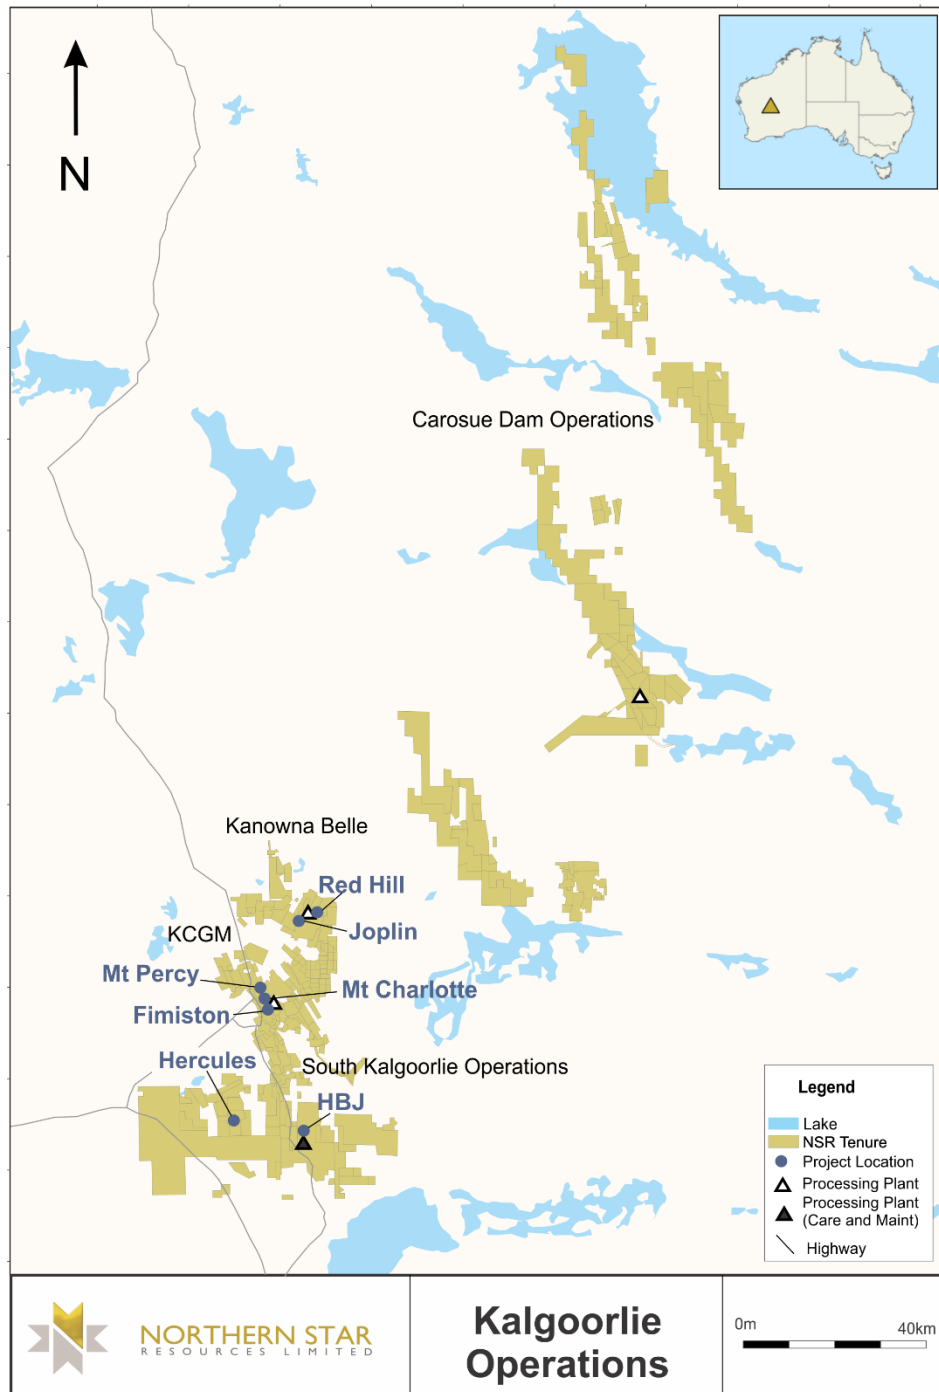 N
Carosue Dam Operations
Kanowna Belle
Red Hill
Joplin
KCGM
Mt Percy
Mt Charlotte
Fimiston
Hercules
South Kalgoorlie Operations
HBJ
Legend
Lake
NSR Tenure
Project Location
Processing Plant
Processing Plant
(Care and Maint)
Highway
NORTHERN STAR
RESOURCES LIMITED
Kalgoorlie
Operations
0m 40km